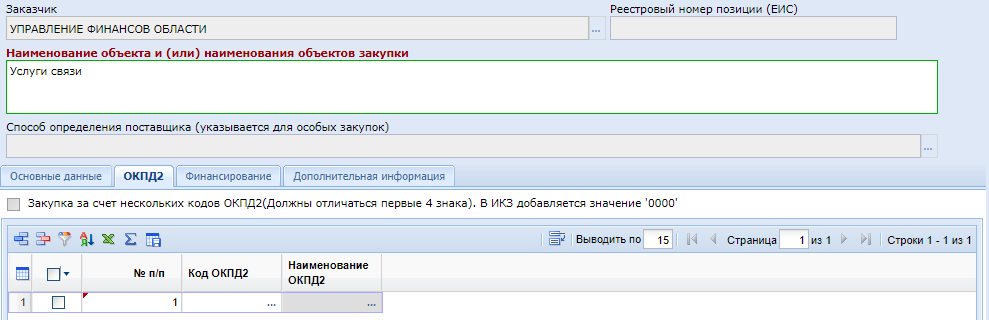 Заказчик
Реестровый номер позиции (ЕИС)
УПРАВЛЕНИЕ ФИНАНСОВ ОБЛАСТИ
...
Наименование объекта и (или) наименования объектов закупки
Услуги связи
Способ определения поставщика (указывается для особых закупок)
...
Основные данные
ОКПД2
Финансирование
Дополнительная информация
Закупка за счет нескольких кодов ОКПД2(Должны отличаться первые 4 знака). В ИКЗ добавляется значение '0000'
Выводить по 15
Страница 1 из 1
Строки 1 - 1 из 1
№ п/п
Код ОКПД2
Наименование
ОКПД2
1
1
...
...